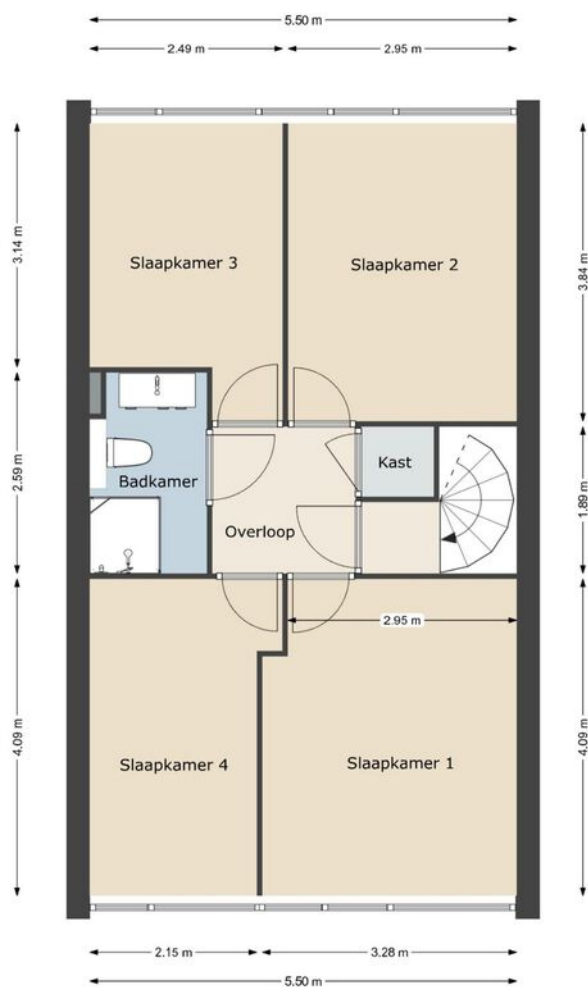 5.50 m
2.49 m
2.95 m
3.14 m
3.84 m
Slaapkamer 3
Slaapkamer 2
2.59 m
1.89 m
Kast
Badkamer
Overloop
2.95 m
4.09 m
4.09 m
Slaapkamer 4
Slaapkamer 1
2.15 m
3.28 m
5.50 m